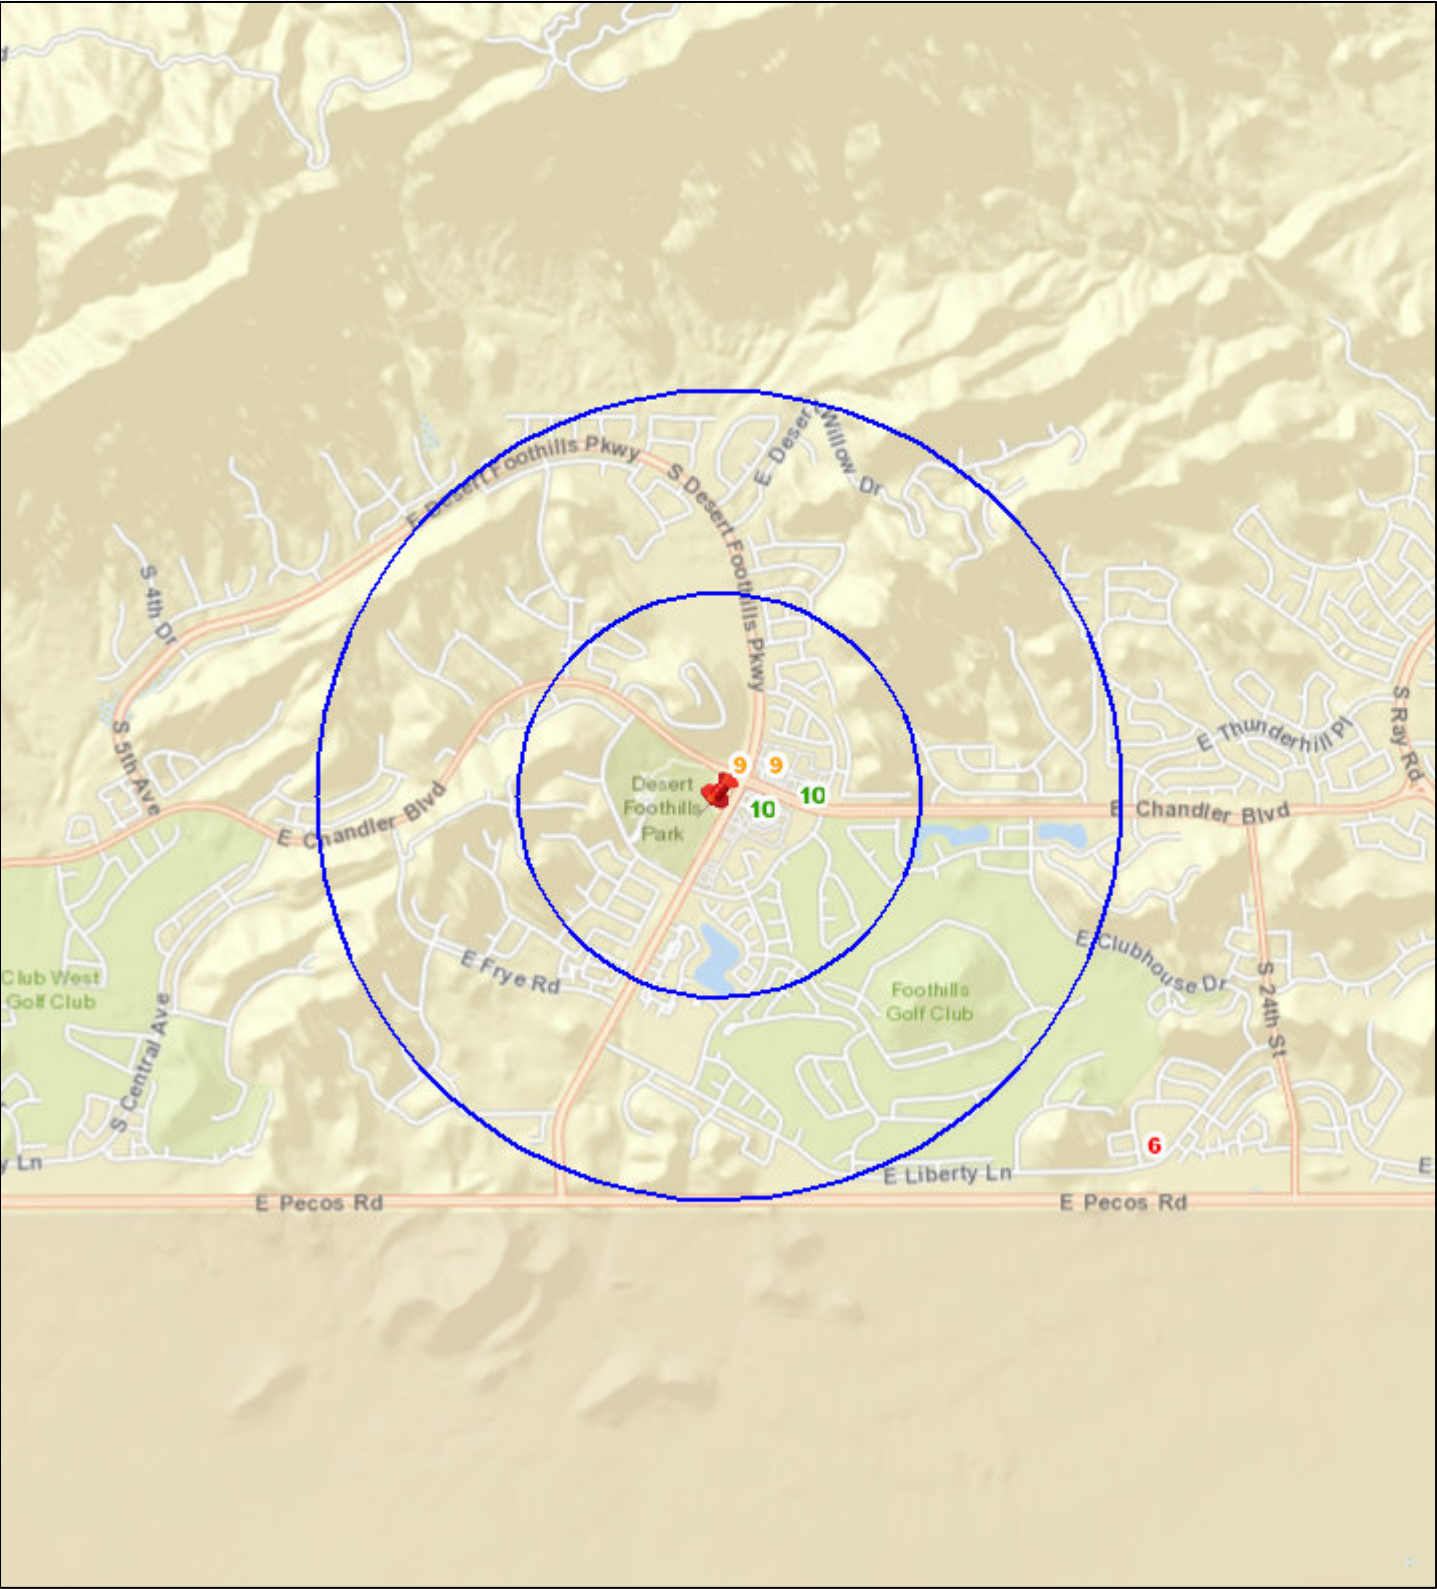 E Desert Foothills Pkwy
S Desert Foothills Pkwy
E Desert
Willow Dr
S 4th Dr
S 5th Ave
E Thunderhill Pl
S Ray Rd
9
9
10
10
Desert
Foothills
Park
E Chandler Blvd
E Chandler Blvd
E Clubhouse Dr
E Frye Rd
Club West
Golf Club
Foothills
Golf Club
S 24th St
S Central Ave
6
y Ln
E Liberty Ln
E
E Pecos Rd
E Pecos Rd